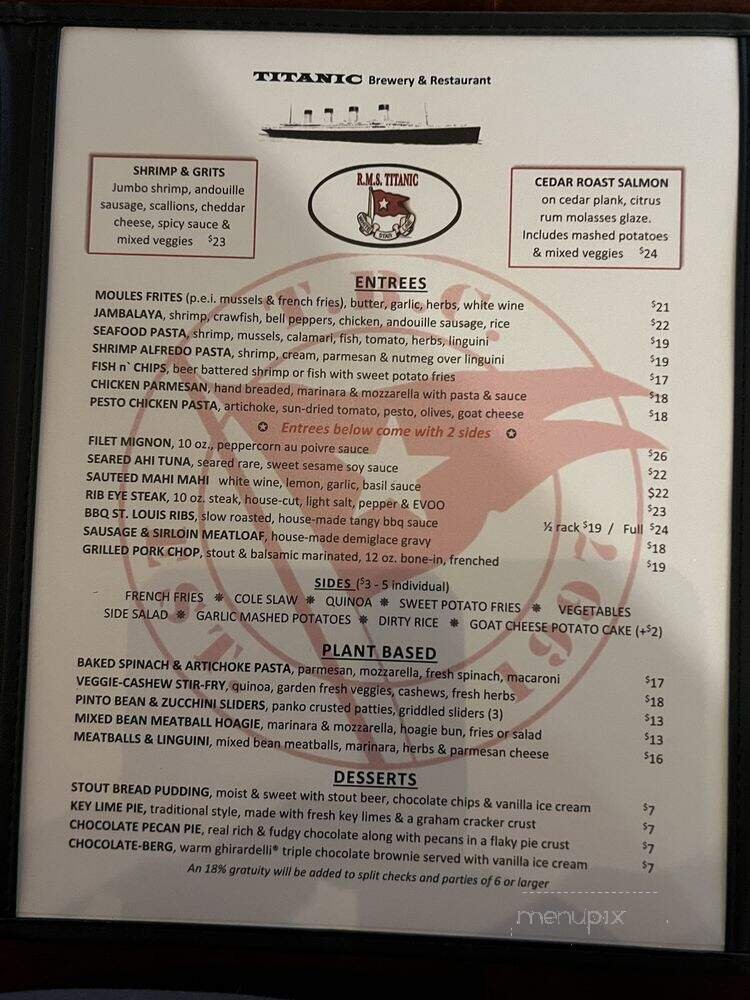 TITANIC Brewery & Restaurant
SHRIMP & GRITS
Jumbo shrimp, andouille
sausage, scallions, cheddar
cheese, spicy sauce &
mixed veggies $23
R.M.S. TITANIC
WHITE STAR LINE
CEDAR ROAST SALMON
on cedar plank, citrus
rum molasses glaze.
Includes mashed potatoes
& mixed veggies $24
ENTREES
MOULES FRITES (p.e.i. mussels & french fries), butter, garlic, herbs, white wine $21
JAMBALAYA, shrimp, crawfish, bell peppers, chicken, andouille sausage, rice $22
SEAFOOD PASTA, shrimp, mussels, calamari, fish, tomato, herbs, linguini $19
SHRIMP ALFREDO PASTA, shrimp, cream, parmesan & nutmeg over linguini $19
FISH n` CHIPS, beer battered shrimp or fish with sweet potato fries $17
CHICKEN PARMESAN, hand breaded, marinara & mozzarella with pasta & sauce $18
PESTO CHICKEN PASTA, artichoke, sun-dried tomato, pesto, olives, goat cheese $18
✪ Entrees below come with 2 sides ✪
FILET MIGNON, 10 oz., peppercorn au poivre sauce $26
SEARED AHI TUNA, seared rare, sweet sesame soy sauce $22
SAUTEED MAHI MAHI white wine, lemon, garlic, basil sauce $22
RIB EYE STEAK, 10 oz. steak, house-cut, light salt, pepper & EVOO $23
BBQ ST. LOUIS RIBS, slow roasted, house-made tangy bbq sauce ½ rack $19 / Full $24
SAUSAGE & SIRLOIN MEATLOAF, house-made demiglace gravy $18
GRILLED PORK CHOP, stout & balsamic marinated, 12 oz. bone-in, frenched $19
SIDES ($3 - 5 individual)
FRENCH FRIES ❋ COLE SLAW ❋ QUINOA ❋ SWEET POTATO FRIES ❋ VEGETABLES
SIDE SALAD ❋ GARLIC MASHED POTATOES ❋ DIRTY RICE ❋ GOAT CHEESE POTATO CAKE (+$2)
PLANT BASED
BAKED SPINACH & ARTICHOKE PASTA, parmesan, mozzarella, fresh spinach, macaroni $17
VEGGIE-CASHEW STIR-FRY, quinoa, garden fresh veggies, cashews, fresh herbs $18
PINTO BEAN & ZUCCHINI SLIDERS, panko crusted patties, griddled sliders (3) $13
MIXED BEAN MEATBALL HOAGIE, marinara & mozzarella, hoagie bun, fries or salad $13
MEATBALLS & LINGUINI, mixed bean meatballs, marinara, herbs & parmesan cheese $16
DESSERTS
STOUT BREAD PUDDING, moist & sweet with stout beer, chocolate chips & vanilla ice cream $7
KEY LIME PIE, traditional style, made with fresh key limes & a graham cracker crust $7
CHOCOLATE PECAN PIE, real rich & fudgy chocolate along with pecans in a flaky pie crust $7
CHOCOLATE-BERG, warm ghirardelli® triple chocolate brownie served with vanilla ice cream $7
An 18% gratuity will be added to split checks and parties of 6 or larger
menupix